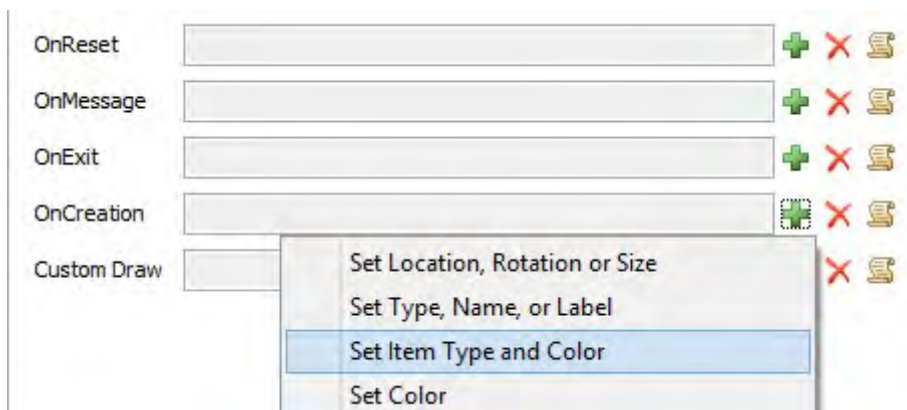 OnReset
OnMessage
OnExit
OnCreation
Custom Draw
Set Location, Rotation or Size
Set Type, Name, or Label
Set Item Type and Color
Set Color